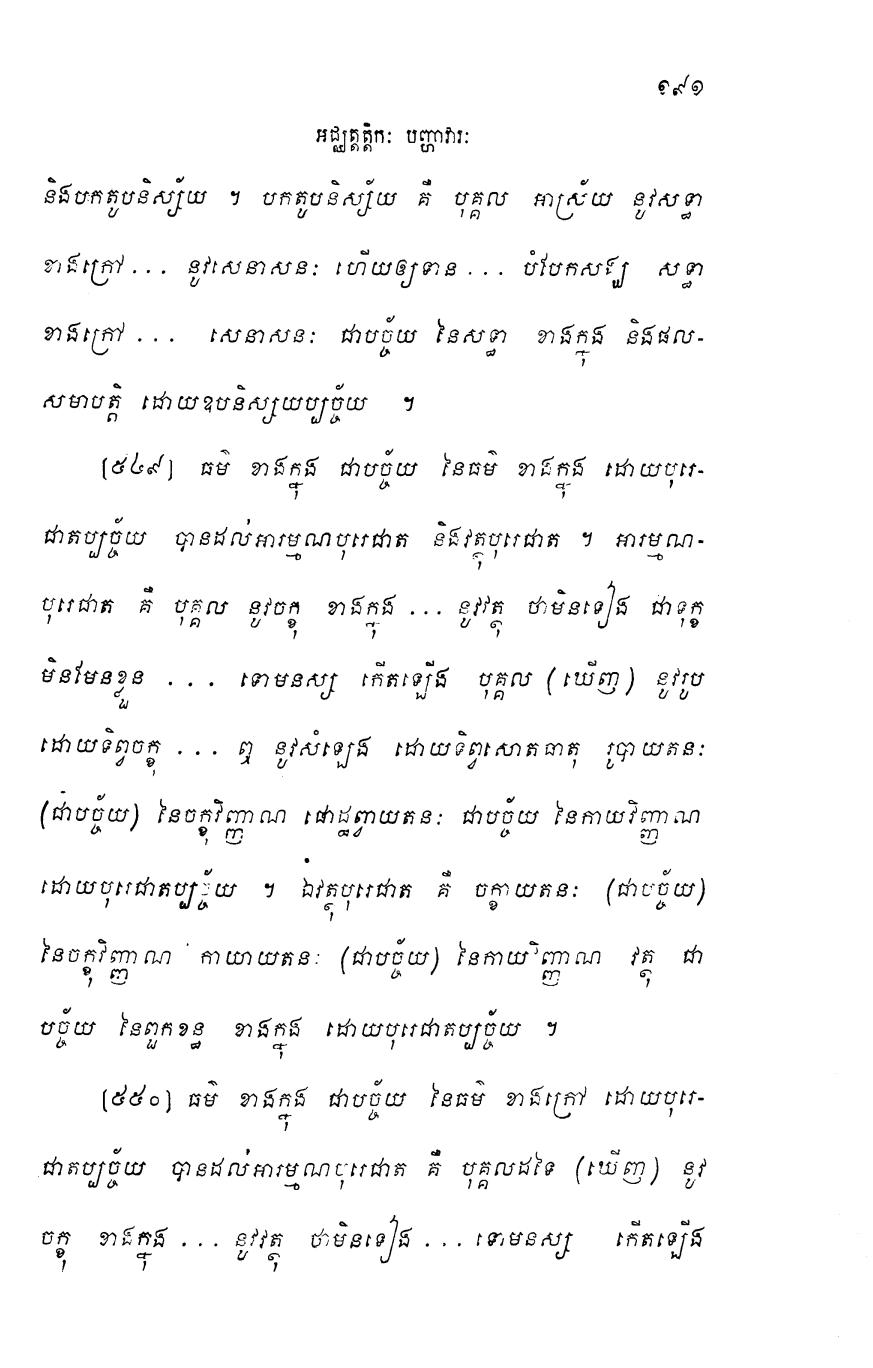 ១៩១
អជ្ឈត្តត្តិកៈ បញ្ហាវារៈ
និងបកតូបនិស្ស័យ ។ បកតូបនិស្ស័យ គឺ បុគ្គល អាស្រ័យ នូវសទ្ធា
ខាងក្រៅ... នូវសេនាសនៈ ហើយឲ្យទាន... បំបែកសង្ឃ សទ្ធា
ខាងក្រៅ... សេនាសនៈ ជាបច្ច័យ នៃសទ្ធា ខាងក្នុង និងផល-
សមាបត្តិ ដោយឧបនិស្សយប្បច្ច័យ ។
[៥៤៩] ធម៌ ខាងក្នុង ជាបច្ច័យ នៃធម៌ ខាងក្នុង ដោយបុរេ-
ជាតប្បច្ច័យ បានដល់អារម្មណបុរេជាត និងវត្ថុបុរេជាត ។ អារម្មណ-
បុរេជាត គឺ បុគ្គល នូវចក្ខុ ខាងក្នុង ... នូវវត្ថុ ថាមិនទៀង ជាទុក្ខ
មិនមែនខ្លួន ... ទោមនស្ស កើតឡើង បុគ្គល (ឃើញ) នូវរូប
ដោយទិព្វចក្ខុ ... ឮ នូវសំឡេង ដោយទិព្វសោតធាតុ រូបាយតនៈ
(ជាបច្ច័យ) នៃចក្ខុវិញ្ញាណ ផោដ្ឋព្វាយតនៈ ជាបច្ច័យ នៃកាយវិញ្ញាណ
ដោយបុរេជាតប្បច្ច័យ ។ ឯវត្ថុបុរេជាត គឺ ចក្ខាយតនៈ (ជាបច្ច័យ)
នៃចក្ខុវិញ្ញាណ កាយាយតនៈ (ជាបច្ច័យ) នៃកាយវិញ្ញាណ វត្ថុ ជា
បច្ច័យ នៃពួកខន្ធ ខាងក្នុង ដោយបុរេជាតប្បច្ច័យ ។
[៥៥០] ធម៌ ខាងក្នុង ជាបច្ច័យ នៃធម៌ ខាងក្រៅ ដោយបុរេ-
ជាតប្បច្ច័យ បានដល់អារម្មណបុរេជាត គឺ បុគ្គលដទៃ (ឃើញ) នូវ
ចក្ខុ ខាងក្នុង ... នូវវត្ថុ ថាមិនទៀង ... ទោមនស្ស កើតឡើង